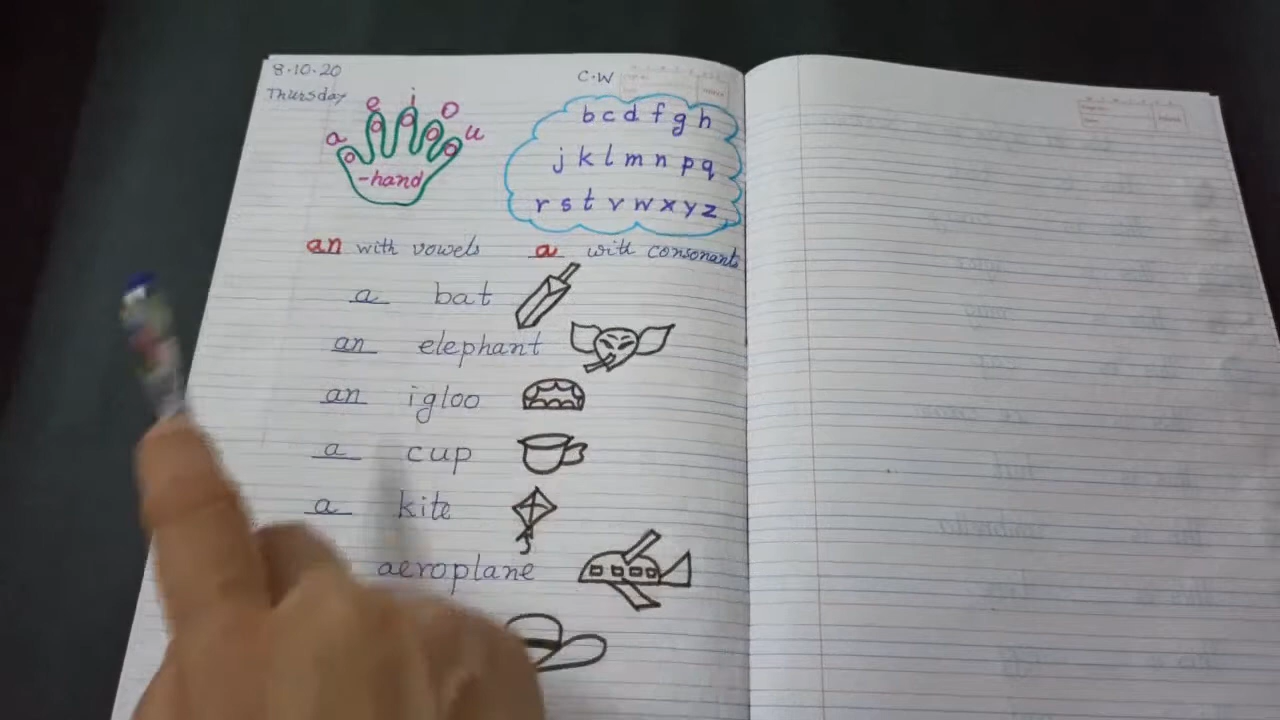 8.10.20
Thursday
C.W
a e i o u
-hand
b c d f g h
j k l m n p q
r s t v w x y z
an with vowels a with consonants
a bat
an elephant
an igloo
a cup
a kite
aeroplane